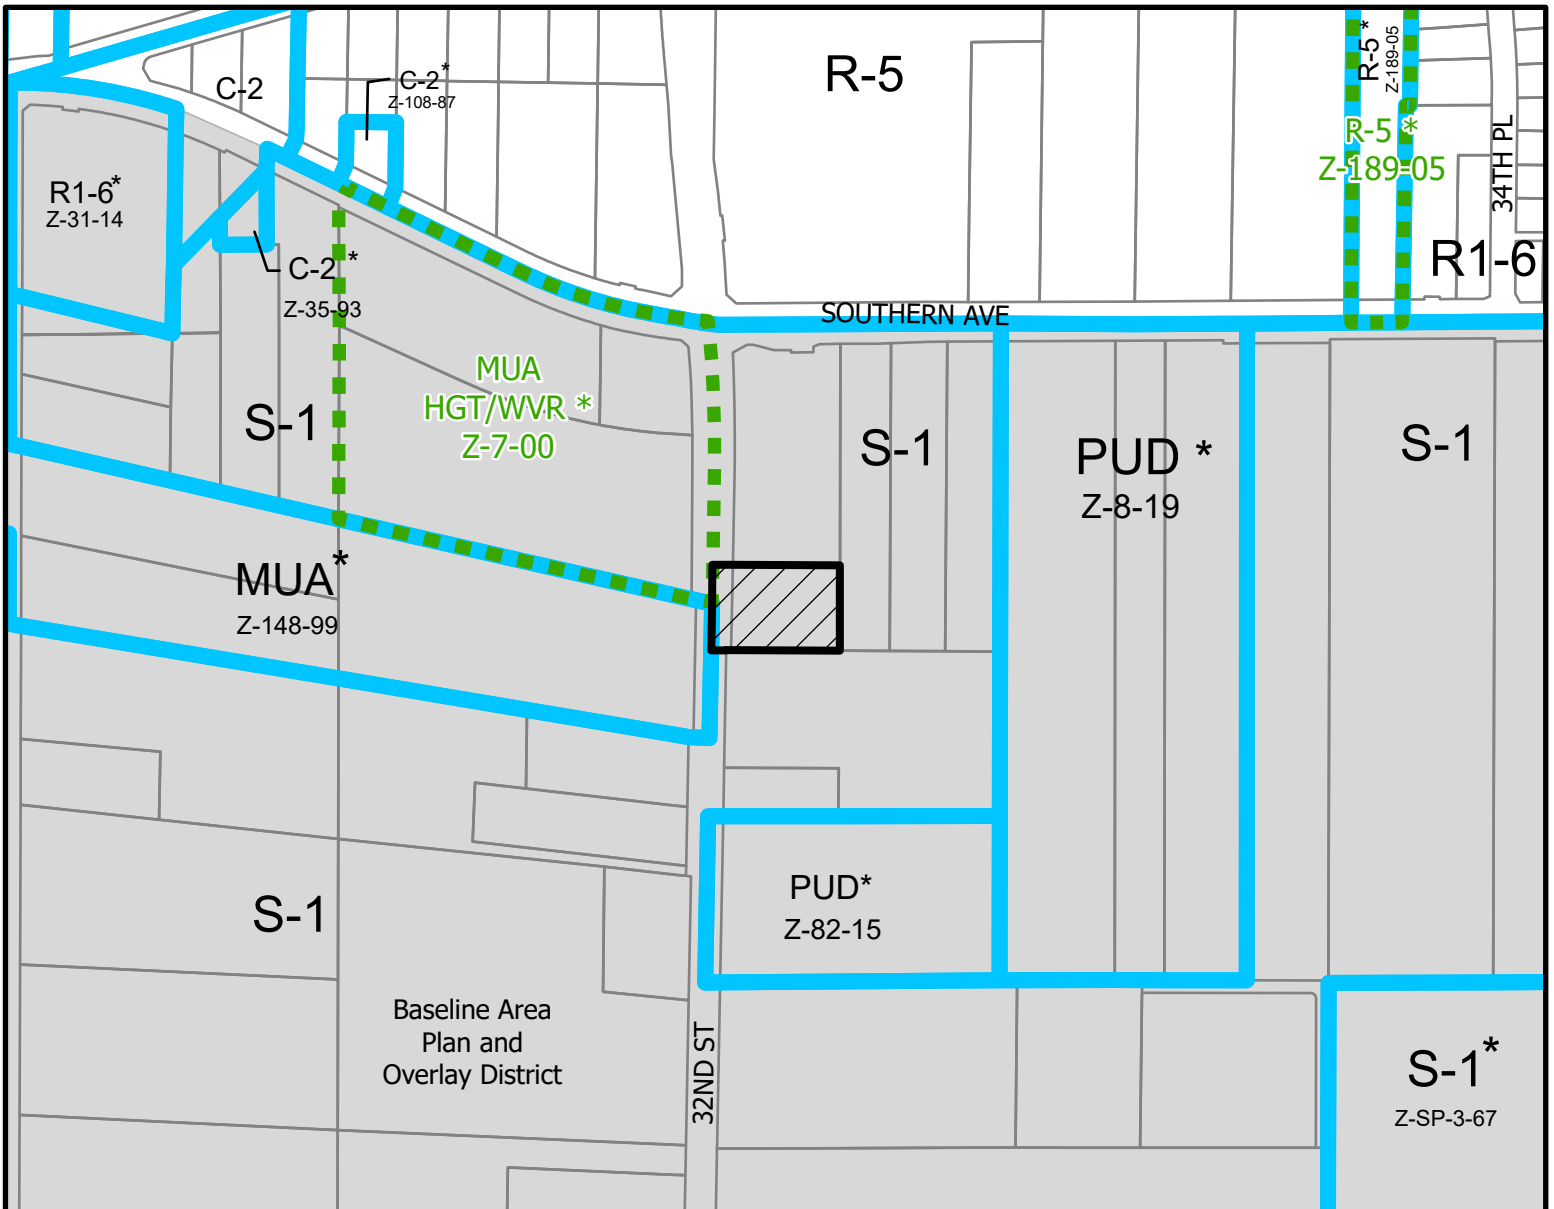 C-2
C-2*
Z-108-87
R-5
R-5*
Z-189-05
R-5 *
Z-189-05
34TH PL
R1-6
R1-6*
Z-31-14
C-2 *
Z-35-93
SOUTHERN AVE
MUA
HGT/WVR *
Z-7-00
S-1
S-1
PUD *
Z-8-19
S-1
MUA*
Z-148-99
PUD*
Z-82-15
S-1
Baseline Area
Plan and
Overlay District
32ND ST
S-1*
Z-SP-3-67